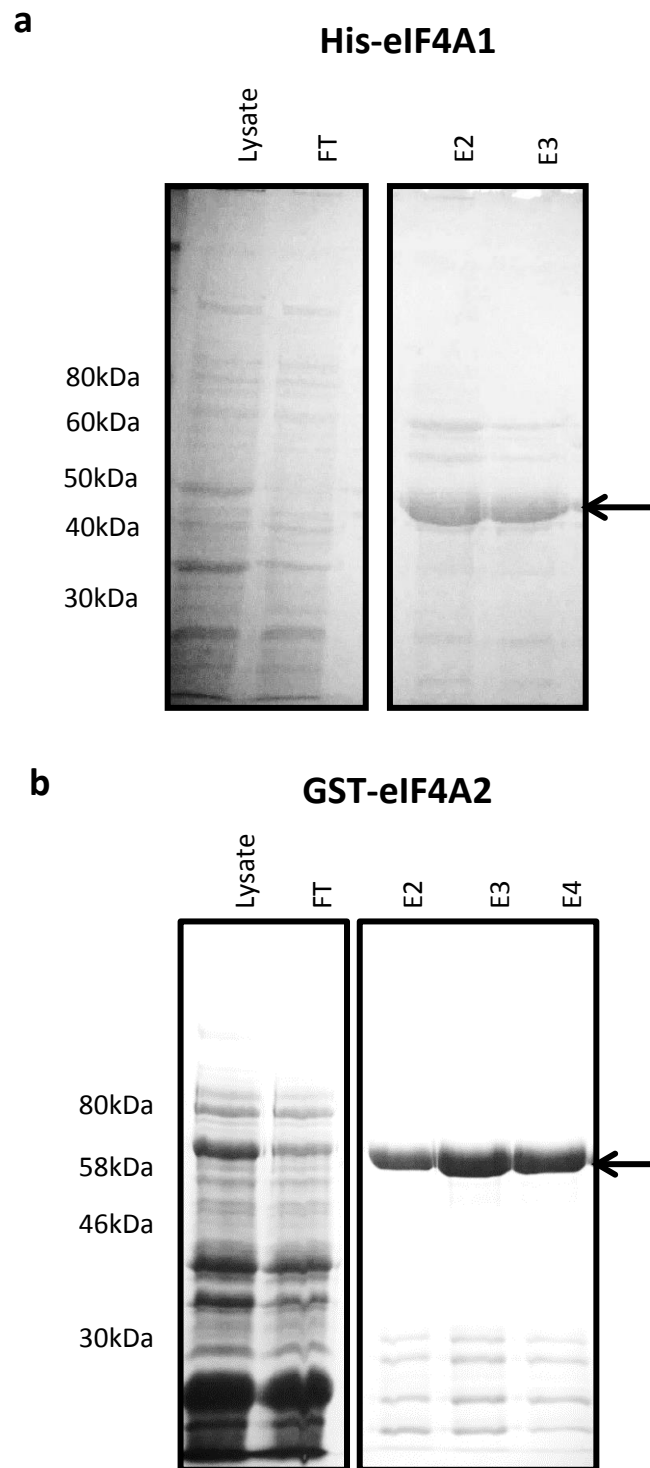 a
His-eIF4A1
Lysate FT E2 E3
80kDa
60kDa
50kDa
40kDa
30kDa
b
GST-eIF4A2
Lysate FT E2 E3 E4
80kDa
58kDa
46kDa
30kDa